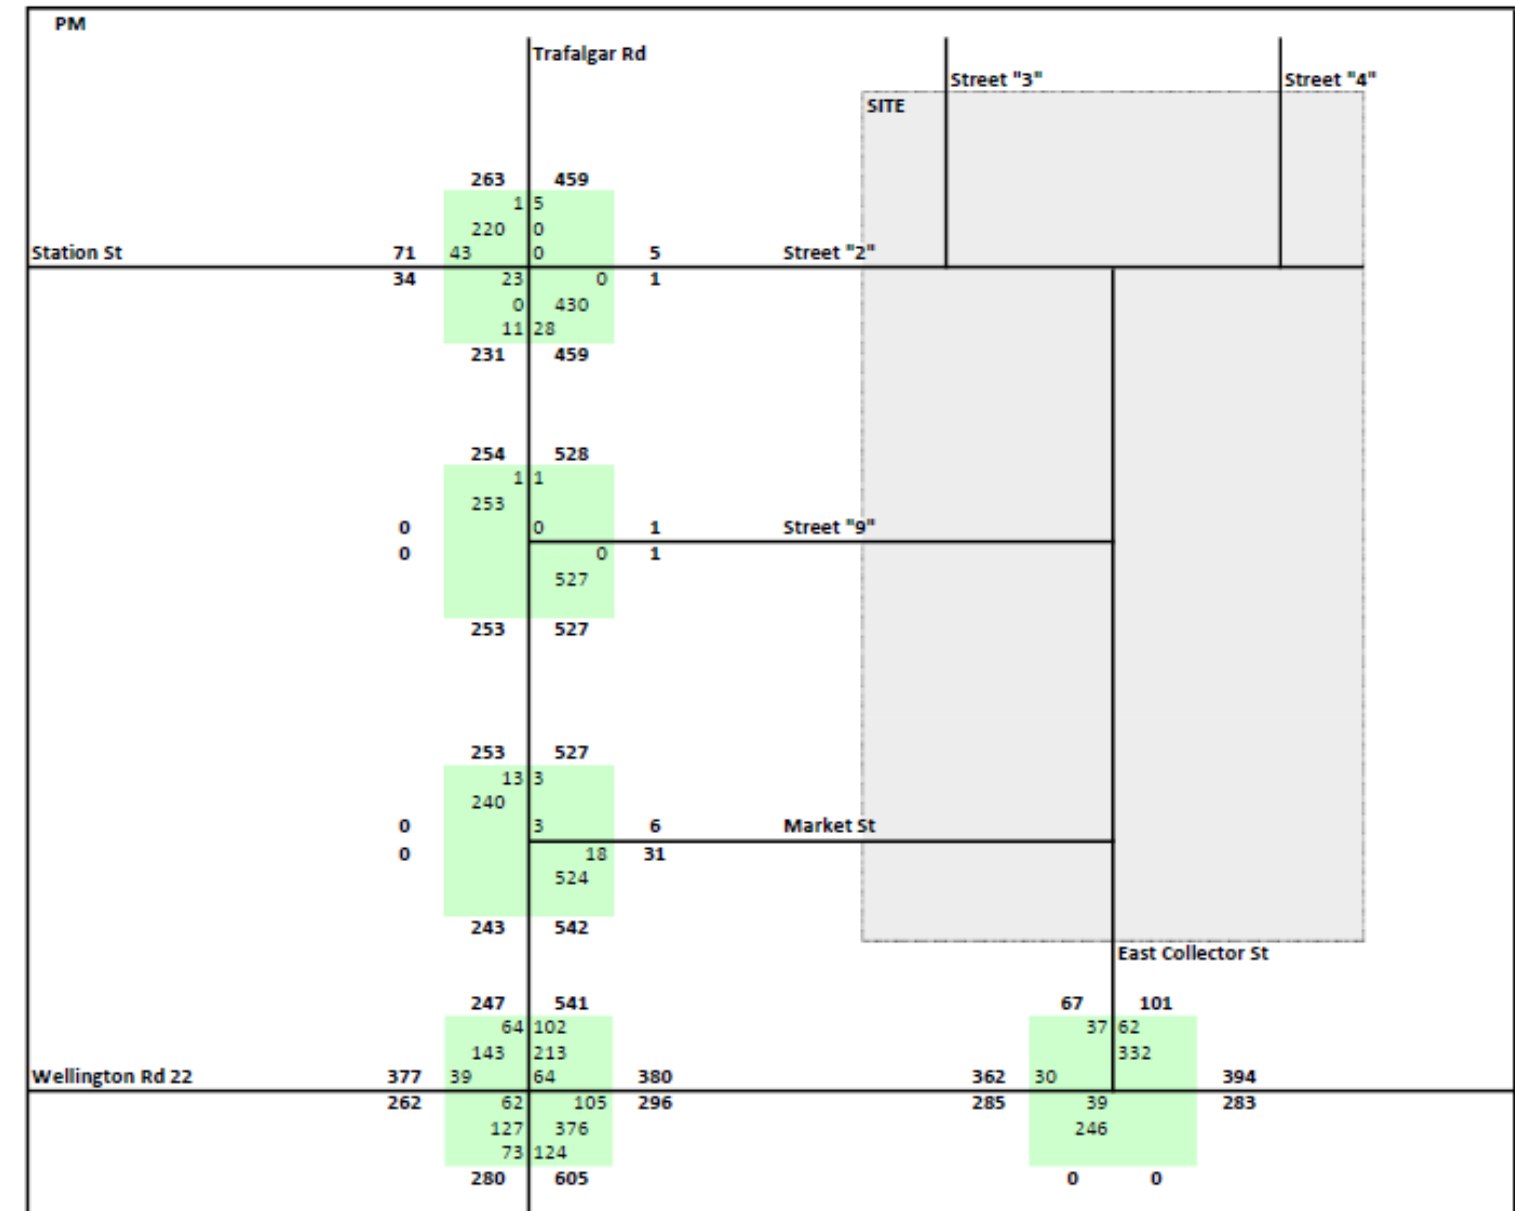 PM
Trafalgar Rd
Street "3" Street "4"
SITE
263 459
1 5
220 0
Station St 71 43 0 5 Street "2"
34 23 0 1
0 430
11 28
231 459
254 528
1 1
253
0 0 1 Street "9"
0 0 1
527
253 527
253 527
13 3
240
0 3 6 Market St
0 18 31
524
243 542
East Collector St
247 541 67 101
64 102 37 62
143 213 332
Wellington Rd 22 377 39 64 380 362 30 394
262 62 105 296 285 39 283
127 376 246
73 124
280 605 0 0